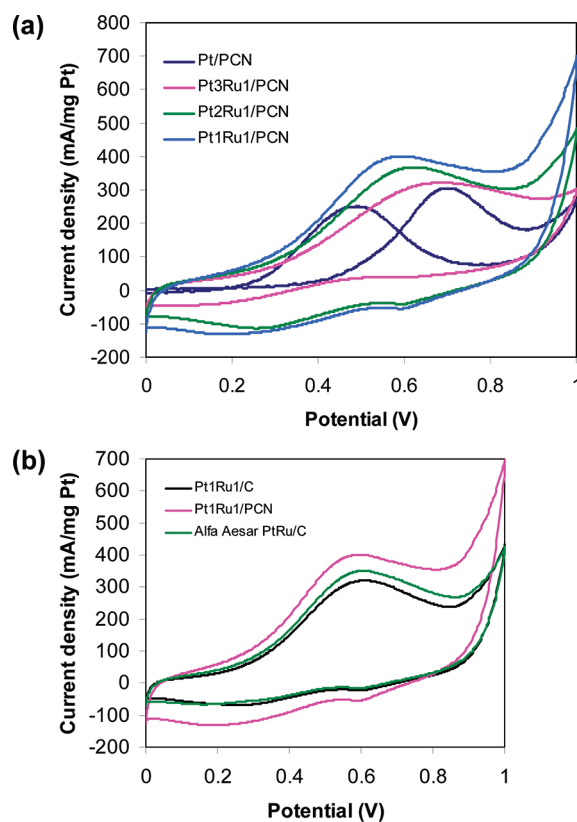 (a)
Current density (mA/mg Pt)
800
700
600
500
400
300
200
100
0
-100
-200
Pt/PCN
Pt3Ru1/PCN
Pt2Ru1/PCN
Pt1Ru1/PCN
0 0.2 0.4 0.6 0.8 1
Potential (V)
(b)
Current density (mA/mg Pt)
700
600
500
400
300
200
100
0
-100
-200
Pt1Ru1/C
Pt1Ru1/PCN
Alfa Aesar PtRu/C
0 0.2 0.4 0.6 0.8 1
Potential (V)